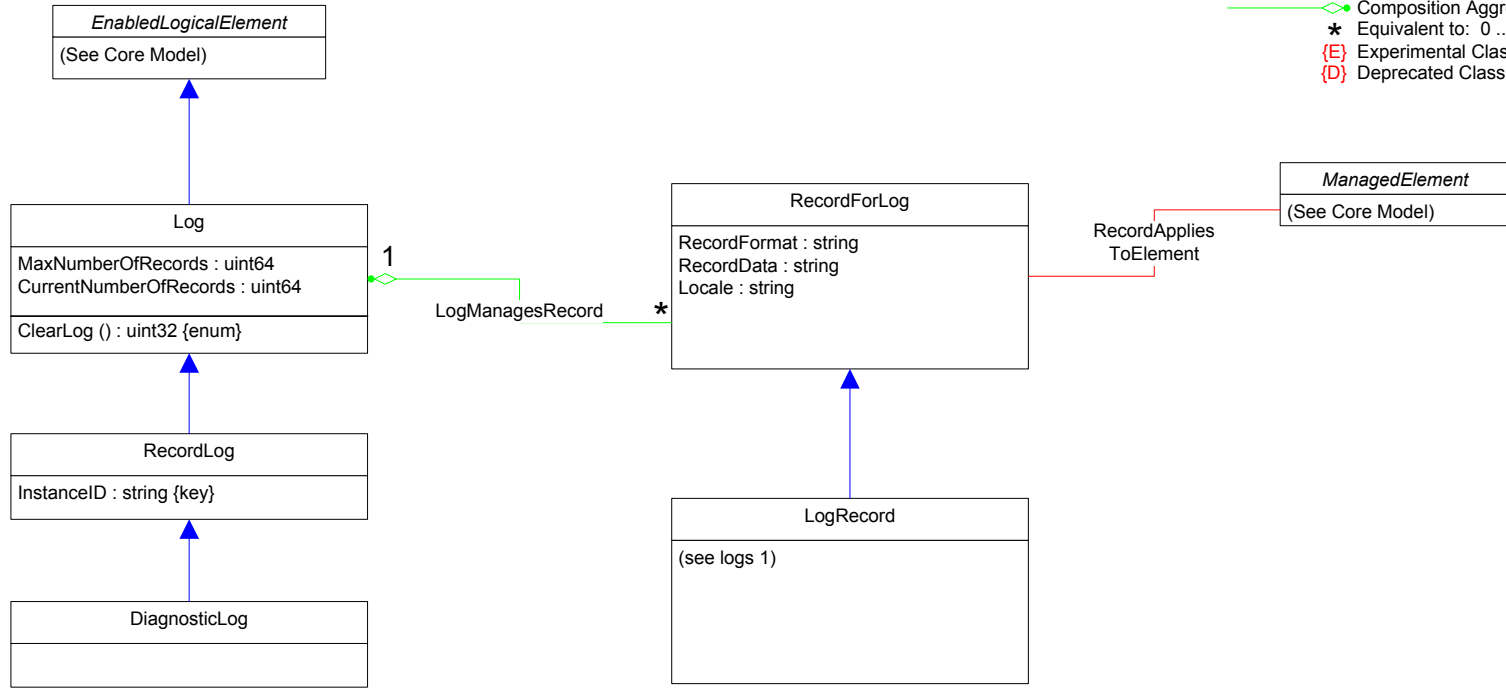 EnabledLogicalElement
(See Core Model)
Composition Aggre
* Equivalent to: 0 ..
{E} Experimental Clas
{D} Deprecated Class
Log
MaxNumberOfRecords : uint64
CurrentNumberOfRecords : uint64
ClearLog () : uint32 {enum}
1
LogManagesRecord
*
RecordForLog
RecordFormat : string
RecordData : string
Locale : string
RecordApplies
ToElement
ManagedElement
(See Core Model)
RecordLog
InstanceID : string {key}
LogRecord
(see logs 1)
DiagnosticLog